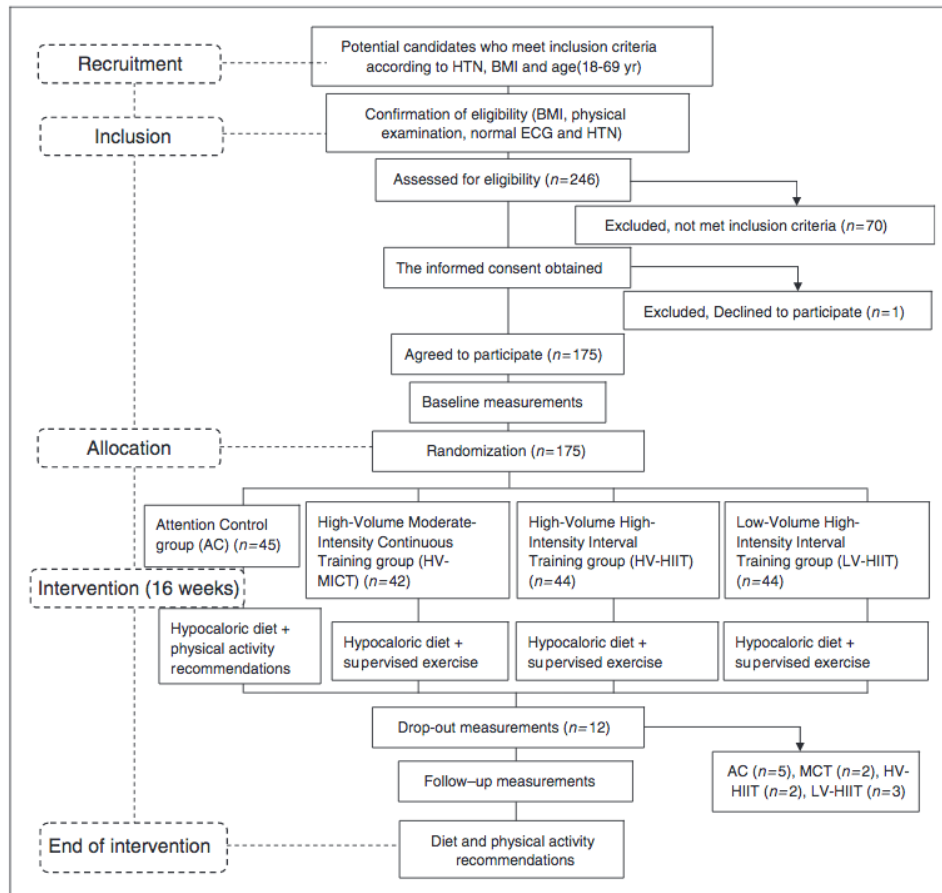 Recruitment
Potential candidates who meet inclusion criteria
according to HTN, BMI and age(18-69 yr)
Inclusion
Confirmation of eligibility (BMI, physical
examination, normal ECG and HTN)
Assessed for eligibility (n=246)
Excluded, not met inclusion criteria (n=70)
The informed consent obtained
Excluded, Declined to participate (n=1)
Agreed to participate (n=175)
Baseline measurements
Allocation
Randomization (n=175)
Attention Control
group (AC) (n=45)
High-Volume Moderate-
Intensity Continuous
Training group (HV-
MICT) (n=42)
High-Volume High-
Intensity Interval
Training group (HV-HIIT)
(n=44)
Low-Volume High-
Intensity Interval
Training group (LV-HIIT)
(n=44)
Intervention (16 weeks)
Hypocaloric diet +
physical activity
recommendations
Hypocaloric diet +
supervised exercise
Hypocaloric diet +
supervised exercise
Hypocaloric diet +
supervised exercise
Drop-out measurements (n=12)
AC (n=5), MCT (n=2), HV-
HIIT (n=2), LV-HIIT (n=3)
Follow–up measurements
End of intervention
Diet and physical activity
recommendations